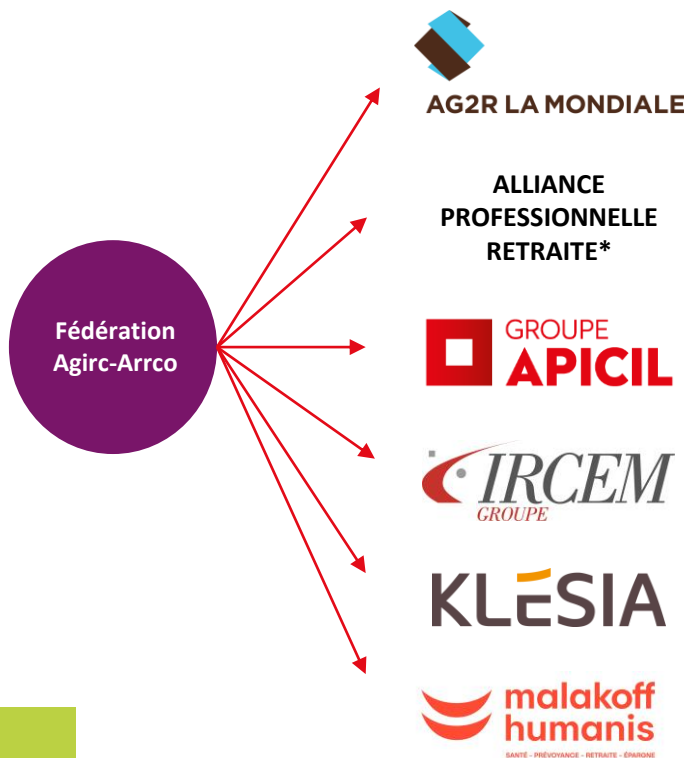 AG2R LA MONDIALE
ALLIANCE
PROFESSIONNELLE
RETRAITE*
Fédération
Agirc-Arrco
GROUPE
APICIL
IRCEM
GROUPE
KLESIA
malakoff
humanis
SANTÉ - PRÉVOYANCE - RETRAITE - ÉPARGNE